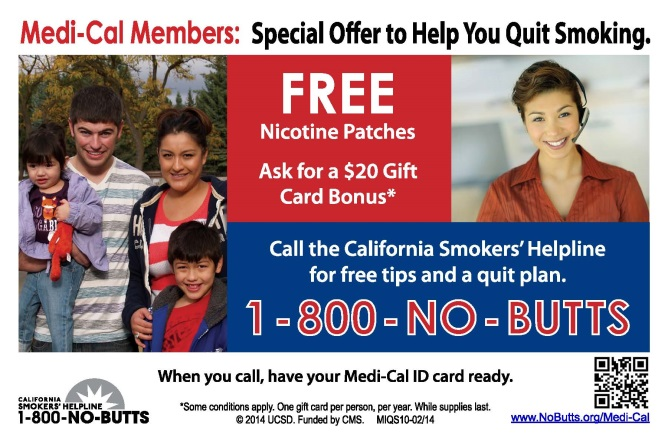 Medi-Cal Members: Special Offer to Help You Quit Smoking.
FREE
Nicotine Patches
Ask for a $20 Gift
Card Bonus*
Call the California Smokers' Helpline
for free tips and a quit plan.
1-800-NO-BUTTS
When you call, have your Medi-Cal ID card ready.
CALIFORNIA
SMOKERS' HELPLINE
1-800-NO-BUTTS
*Some conditions apply. One gift card per person, per year. While supplies last.
© 2014 UCSD. Funded by CMS. MIQS10-02/14
www.NoButts.org/Medi-Cal